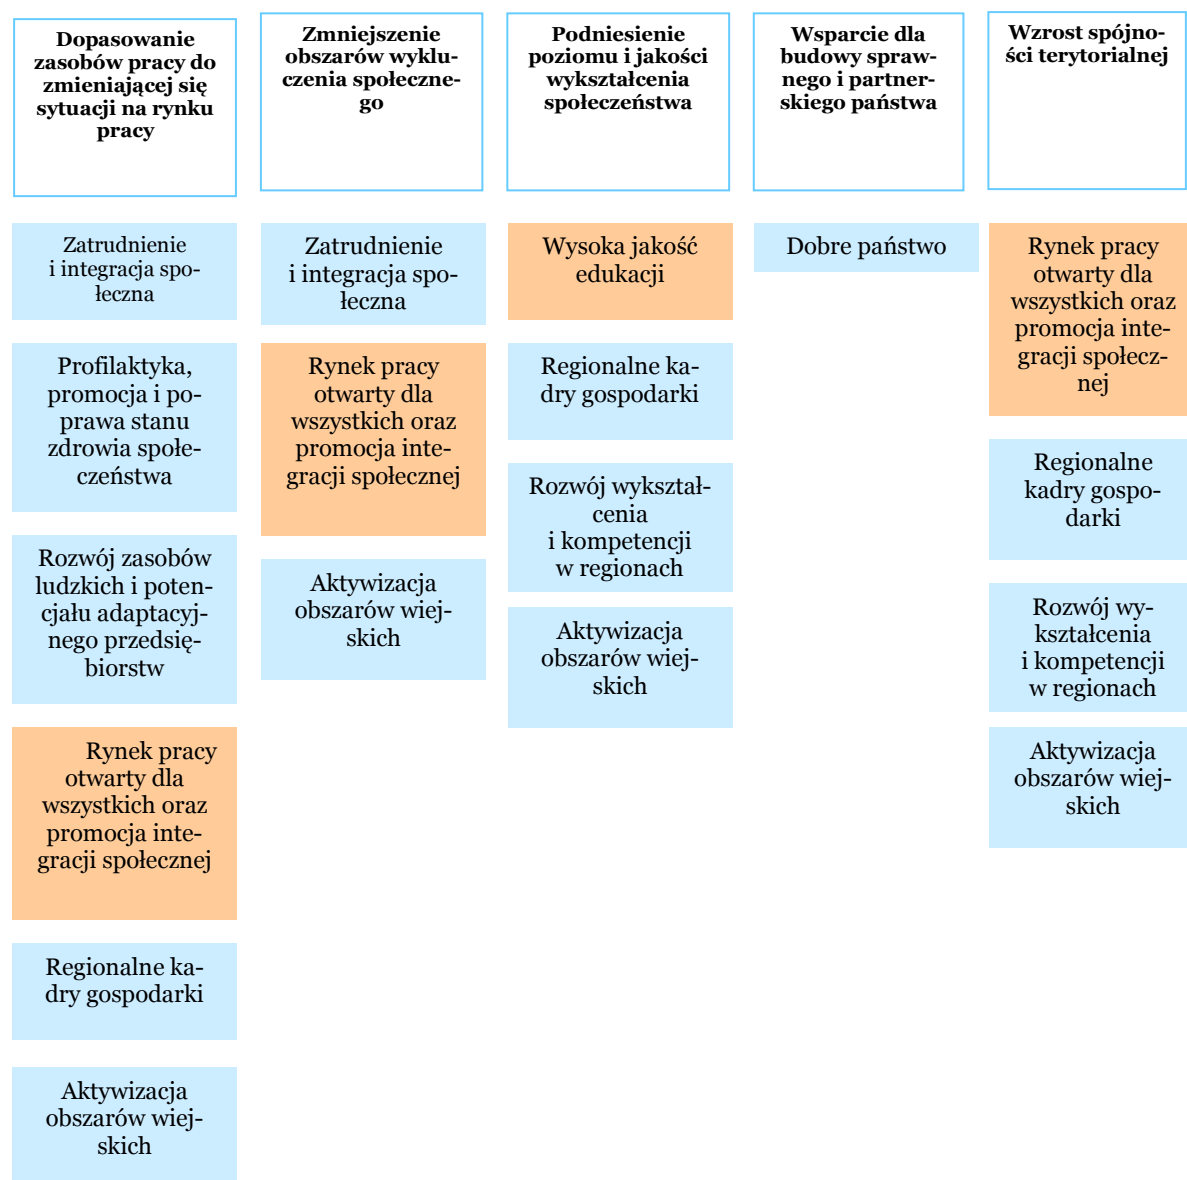 Dopasowanie
zasobów pracy do
zmieniającej się
sytuacji na rynku
pracy
Zmniejszenie
obszarów wyklu-
czenia społeczne-
go
Podniesienie
poziomu i jakości
wykształcenia
społeczeństwa
Wsparcie dla
budowy spraw-
nego i partner-
skiego państwa
Wzrost spójno-
ści terytorialnej
Zatrudnienie
i integracja spo-
łeczna
Profilaktyka,
promocja i po-
prawa stanu
zdrowia społe-
czeństwa
Rozwój zasobów
ludzkich i poten-
cjału adaptacyj-
nego przedsię-
biorstw
Rynek pracy
otwarty dla
wszystkich oraz
promocja inte-
gracji społecznej
Regionalne ka-
dry gospodarki
Aktywizacja
obszarów wiej-
skich
Zatrudnienie
i integracja spo-
łeczna
Rynek pracy
otwarty dla
wszystkich oraz
promocja inte-
gracji społecznej
Aktywizacja
obszarów wiej-
skich
Wysoka jakość
edukacji
Regionalne ka-
dry gospodarki
Rozwój wykształ-
cenia
i kompetencji
w regionach
Aktywizacja
obszarów wiej-
skich
Dobre państwo
Rynek pracy
otwarty dla
wszystkich oraz
promocja inte-
gracji społecz-
nej
Regionalne
kadry gospo-
darki
Rozwój wy-
kształcenia
i kompetencji
w regionach
Aktywizacja
obszarów wiej-
skich